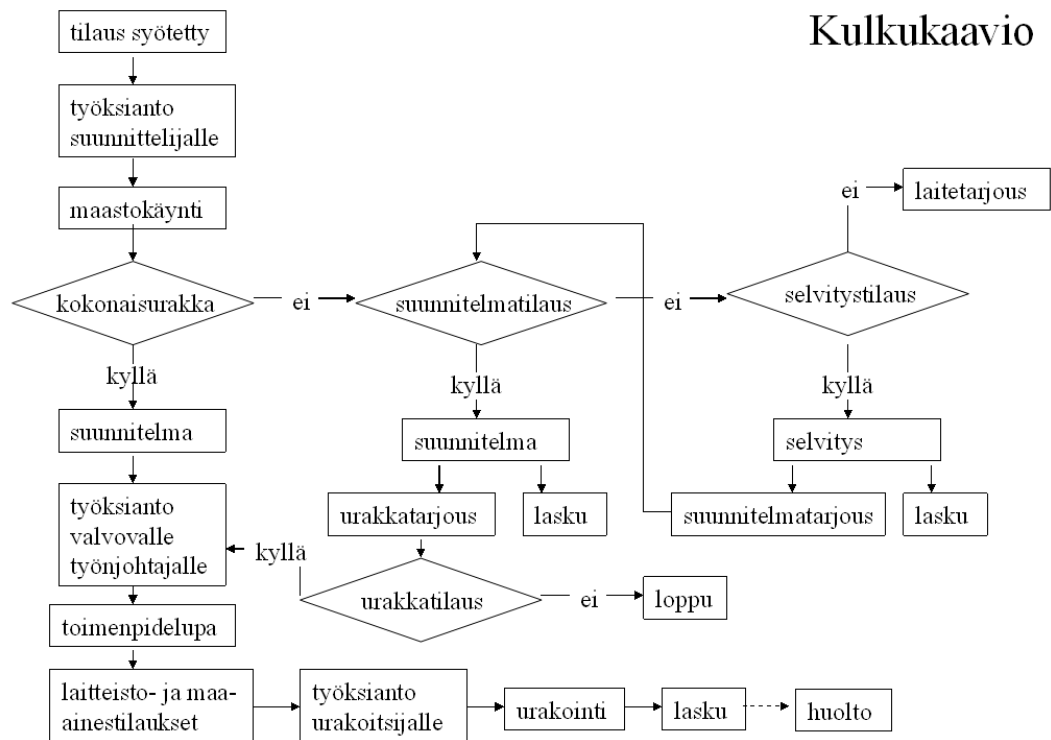 Kulkukaavio
tilaus syötetty
työksianto
suunnittelijalle
maastokäynti
ei
laitetarjous
kokonaisurakka
ei
suunnitelmatilaus
ei
selvitystilaus
kyllä
kyllä
kyllä
suunnitelma
suunnitelma
selvitys
työksianto
valvovalle
työnjohtajalle
urakkatarjous
lasku
suunnitelmatarjous
lasku
kyllä
urakkatilaus
ei
loppu
toimenpidelupa
laitteisto- ja maa-
ainestilaukset
työksianto
urakoitsijalle
urakointi
lasku
huolto